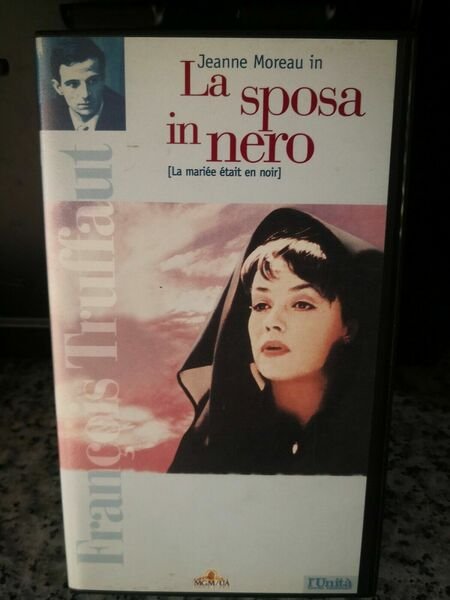 Jeanne Moreau in
La sposa
in nero
[La mariée était en noir]
François Truffaut
MGM/UA
l'Unità